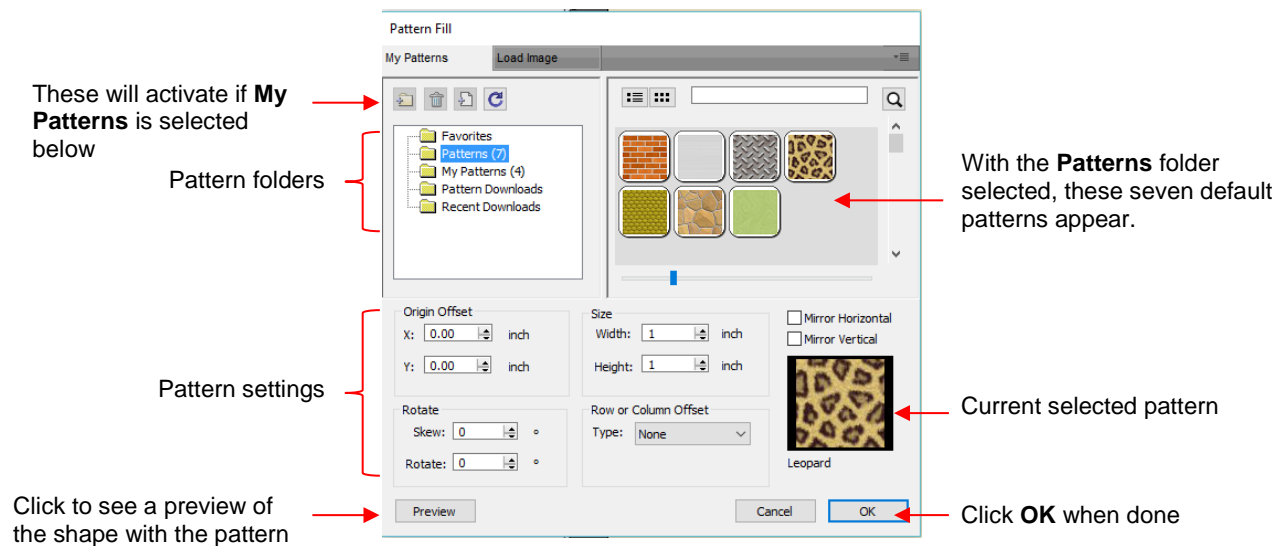 Pattern Fill
My Patterns
Load Image
These will activate if My
Patterns is selected
below
Favorites
Patterns (7)
My Patterns (4)
Pattern Downloads
Recent Downloads
Pattern folders
With the Patterns folder
selected, these seven default
patterns appear.
Origin Offset
X: 0.00 inch
Y: 0.00 inch
Size
Width: 1 inch
Height: 1 inch
Mirror Horizontal
Mirror Vertical
Pattern settings
Rotate
Skew: 0 °
Rotate: 0 °
Row or Column Offset
Type: None
Leopard
Current selected pattern
Click to see a preview of
the shape with the pattern
Preview
Cancel
OK
Click OK when done